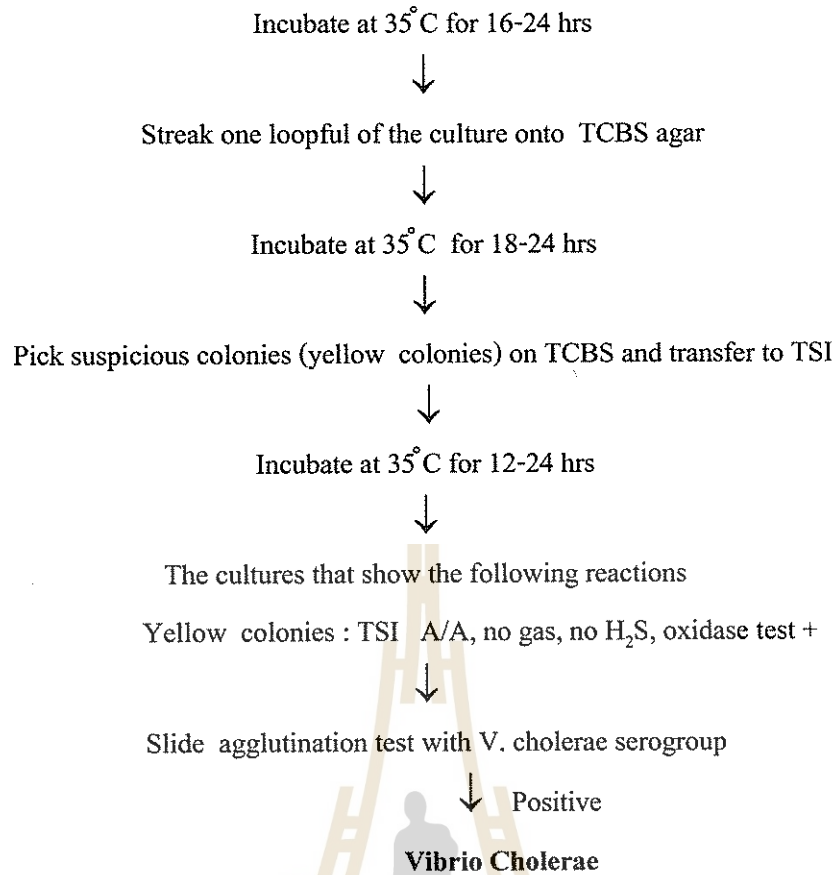 Incubate at 35°C for 16-24 hrs
↓
Streak one loopful of the culture onto TCBS agar
↓
Incubate at 35°C for 18-24 hrs
↓
Pick suspicious colonies (yellow colonies) on TCBS and transfer to TSI
↓
Incubate at 35°C for 12-24 hrs
↓
The cultures that show the following reactions
Yellow colonies : TSI A/A, no gas, no H₂S, oxidase test +
↓
Slide agglutination test with V. cholerae serogroup
↓ Positive
Vibrio Cholerae